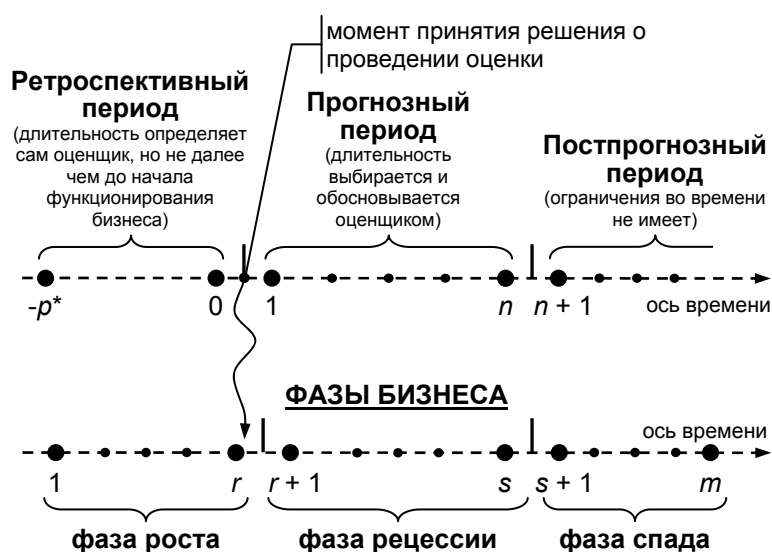 момент принятия решения о
проведении оценки
Ретроспективный
период
(длительность определяет
сам оценщик, но не далее
чем до начала
функционирования
бизнеса)
Прогнозный
период
(длительность
выбирается и
обосновывается
оценщиком)
Постпрогнозный
период
(ограничения во времени
не имеет)
-p* 0 1 n n + 1 ось времени
ФАЗЫ БИЗНЕСА
ось времени
1 r r + 1 s s + 1 m
фаза роста фаза рецессии фаза спада